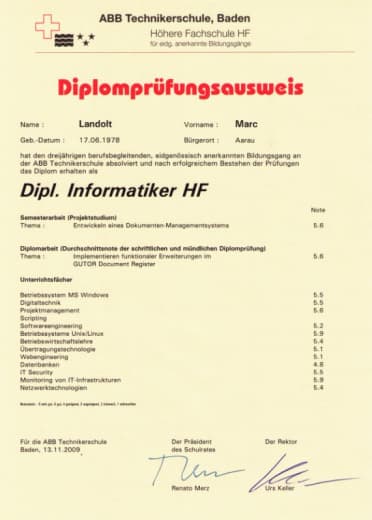 ABB Technikerschule, Baden
Höhere Fachschule HF
für eidg. anerkannte Bildungsgänge
Diplomprüfungsausweis
Name : Landolt Vorname : Marc
Geb.-Datum : 17.06.1978 Bürgerort : Aarau
hat den dreijährigen berufsbegleitenden, eidgenössisch anerkannten Bildungsgang an
der ABB Technikerschule absolviert und nach erfolgreichem Bestehen der Prüfungen
das Diplom erhalten als
Dipl. Informatiker HF
Note
Semesterarbeit (Projektstudium)
Thema : Entwickeln eines Dokumenten-Managementsystems 5.6
Diplomarbeit (Durchschnittsnote der schriftlichen und mündlichen Diplomprüfung)
Thema : Implementieren funktionaler Erweiterungen im 5.6
GUTOR Document Register
Unterrichtsfächer
Betriebssystem MS Windows 5.5
Digitaltechnik 5.5
Projektmanagement 5.6
Scripting
Softwareengineering 5.2
Betriebssysteme Unix/Linux 5.9
Betriebswirtschaftslehre 5.4
Übertragungstechnologie 5.1
Webengineering 5.1
Datenbanken 4.8
IT Security 5.5
Monitoring von IT-Infrastrukturen 5.9
Netzwerktechnologien 5.4
Für die ABB Technikerschule Der Präsident Der Rektor
Baden, 13.11.2009 des Schulrates
Renato Merz Urs Keller